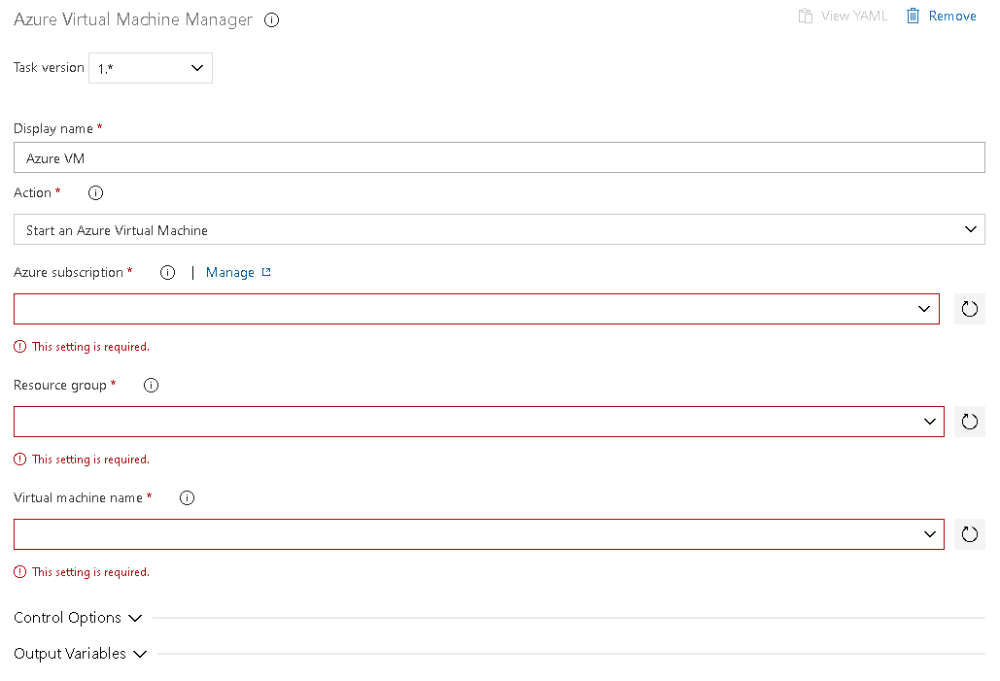 Azure Virtual Machine Manager
View YAML
Remove
Task version
1.*
Display name *
Azure VM
Action *
Start an Azure Virtual Machine
Azure subscription * | Manage
This setting is required.
Resource group *
This setting is required.
Virtual machine name *
This setting is required.
Control Options
Output Variables